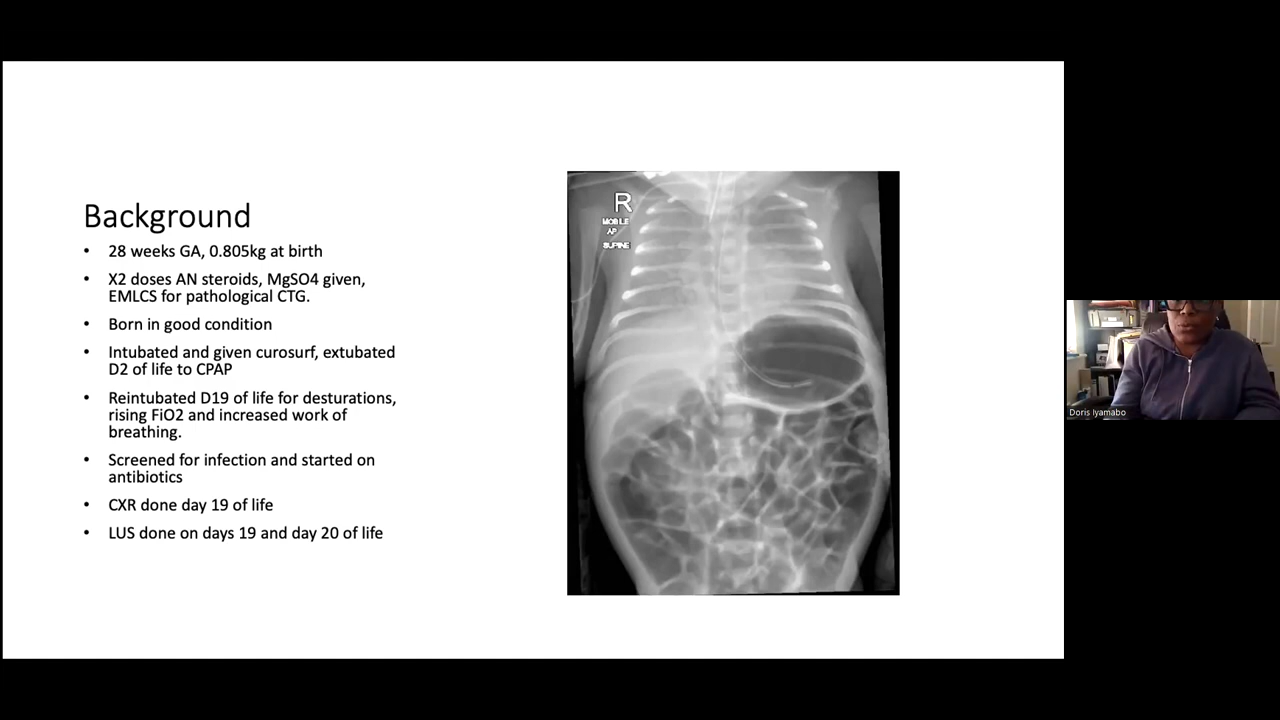 Background
• 28 weeks GA, 0.805kg at birth
• X2 doses AN steroids, MgSO4 given,
EMLCS for pathological CTG.
• Born in good condition
• Intubated and given curosurf, extubated
D2 of life to CPAP
• Reintubated D19 of life for desturations,
rising FiO2 and increased work of
breathing.
• Screened for infection and started on
antibiotics
• CXR done day 19 of life
• LUS done on days 19 and day 20 of life
R
MOBILE
AP
SUPINE
Doris Iyamabo